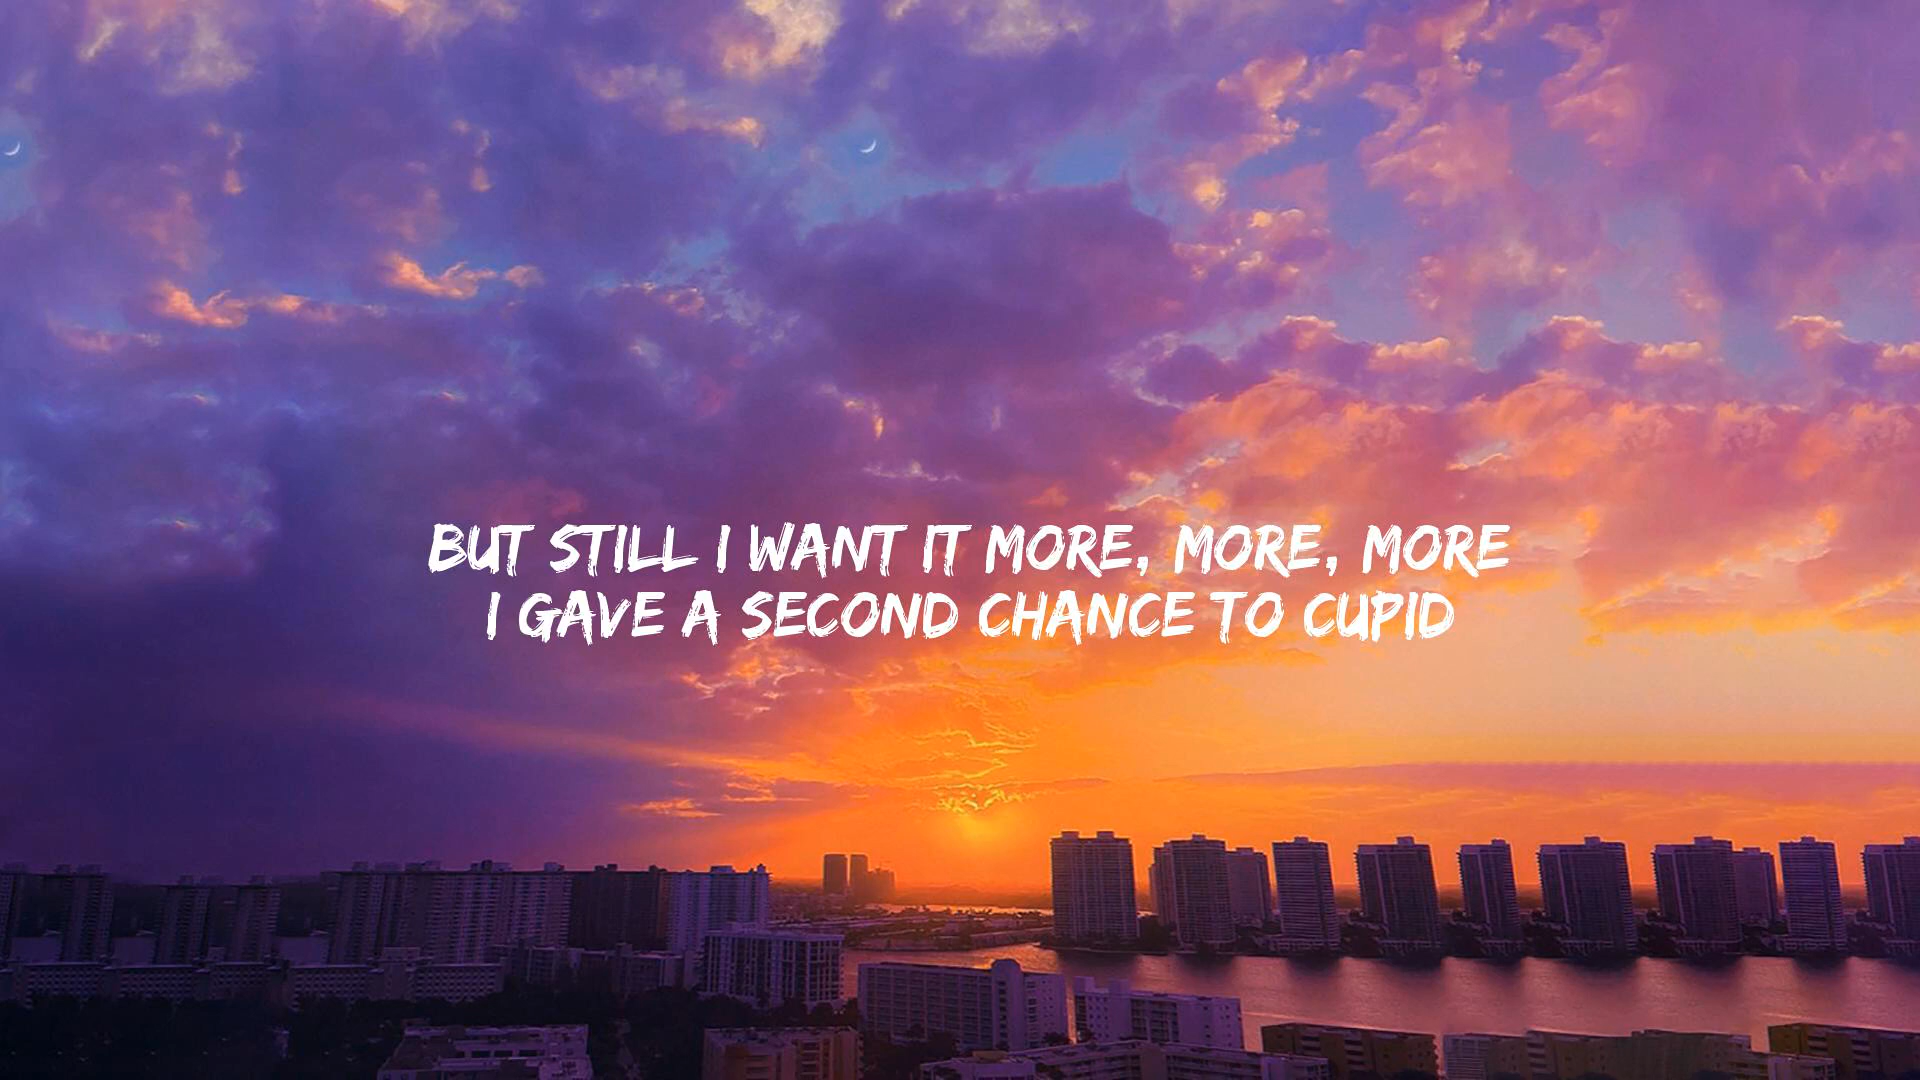 BUT STILL I WANT IT MORE, MORE, MORE
I GAVE A SECOND CHANCE TO CUPID